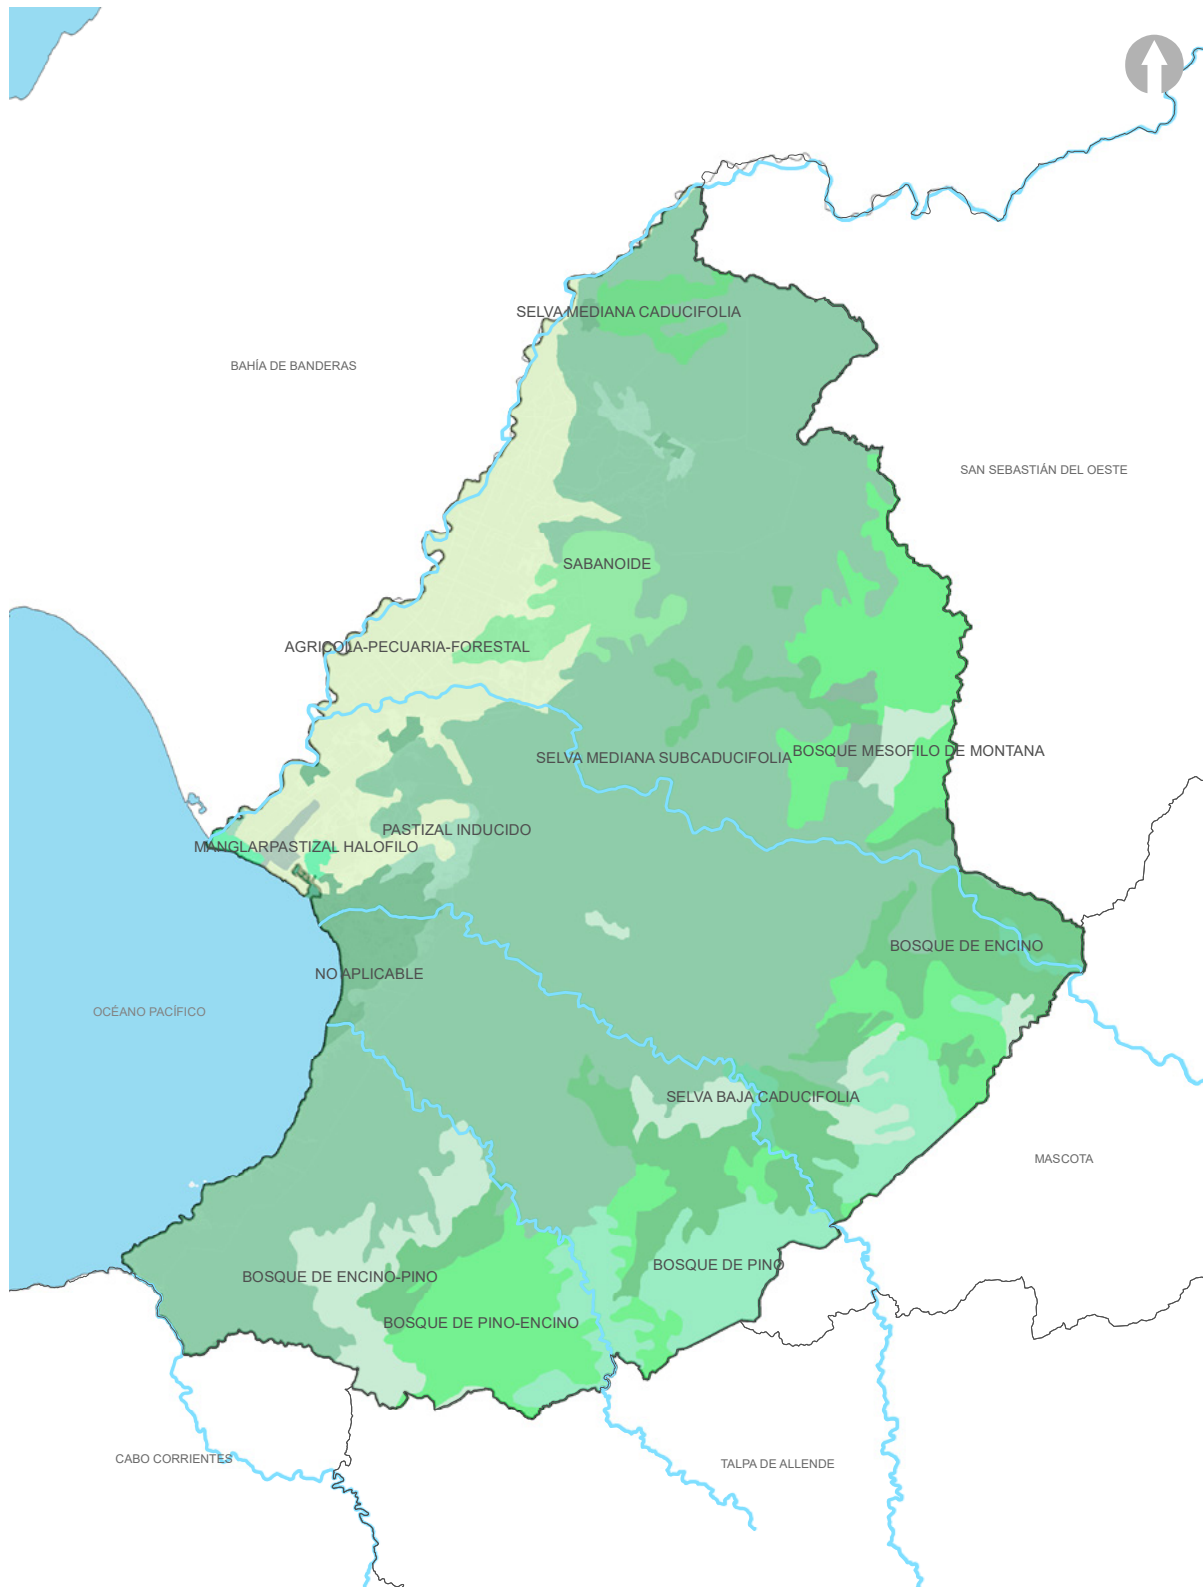 SELVA MEDIANA CADUCIFOLIA
BAHÍA DE BANDERAS
SAN SEBASTIÁN DEL OESTE
SABANOIDE
AGRICOLA-PECUARIA-FORESTAL
SELVA MEDIANA SUBCADUCIFOLIA
BOSQUE MESOFILO DE MONTANA
PASTIZAL INDUCIDO
MANGLARPASTIZAL HALOFILO
BOSQUE DE ENCINO
NO APLICABLE
OCÉANO PACÍFICO
SELVA BAJA CADUCIFOLIA
MASCOTA
BOSQUE DE PINO
BOSQUE DE ENCINO-PINO
BOSQUE DE PINO-ENCINO
CABO CORRIENTES
TALPA DE ALLENDE